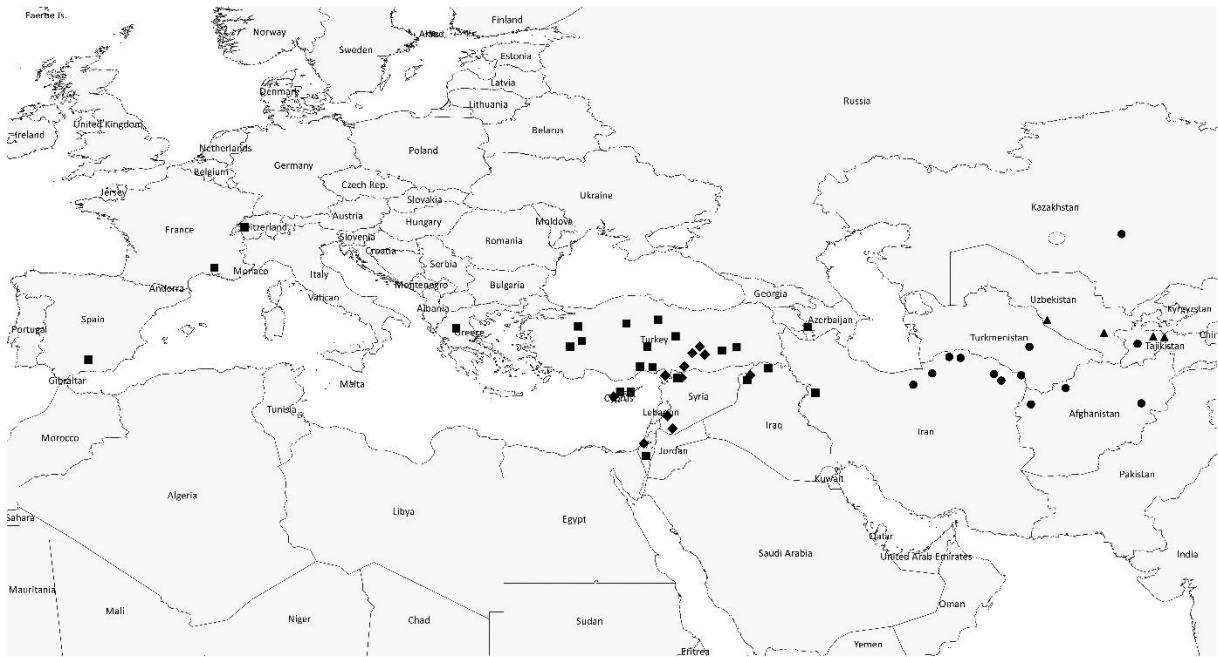 Faeroe Is.
Norway
Finland
Sweden
Estonia
Latvia
Denmark
Lithuania
Russia
Ireland
United Kingdom
Belarus
Netherlands
Poland
Germany
Belgium
Jersey
Czech Rep.
Ukraine
Slovakia
Kazakhstan
Austria
Hungary
Moldova
France
Switzerland
Slovenia
Romania
Croatia
Serbia
Monaco
Italy
Andorra
Montenegro
Bulgaria
Vatican
Georgia
Uzbekistan
Albania
Kyrgyzstan
Portugal
Spain
Azerbaijan
Greece
Turkey
Turkmenistan
Tajikistan
Gibraltar
Malta
Cyprus
Syria
Tunisia
Lebanon
Afghanistan
Morocco
Iraq
Iran
Jordan
Pakistan
Kuwait
Algeria
Libya
Egypt
Sahara
Qatar
Saudi Arabia
United Arab Emirates
India
Mauritania
Oman
Mali
Niger
Chad
Sudan
Yemen
Eritrea